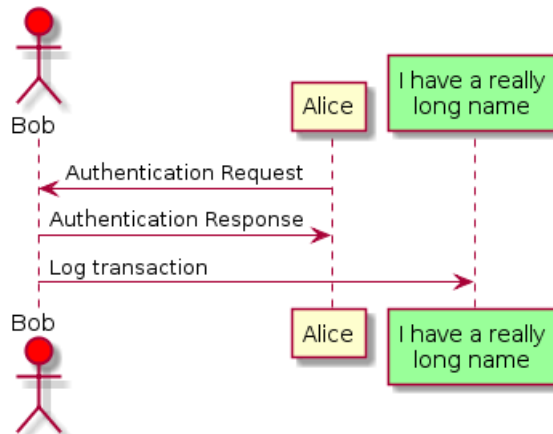 Bob
Alice
I have a really
long name
Authentication Request
Authentication Response
Log transaction
Bob
Alice
I have a really
long name